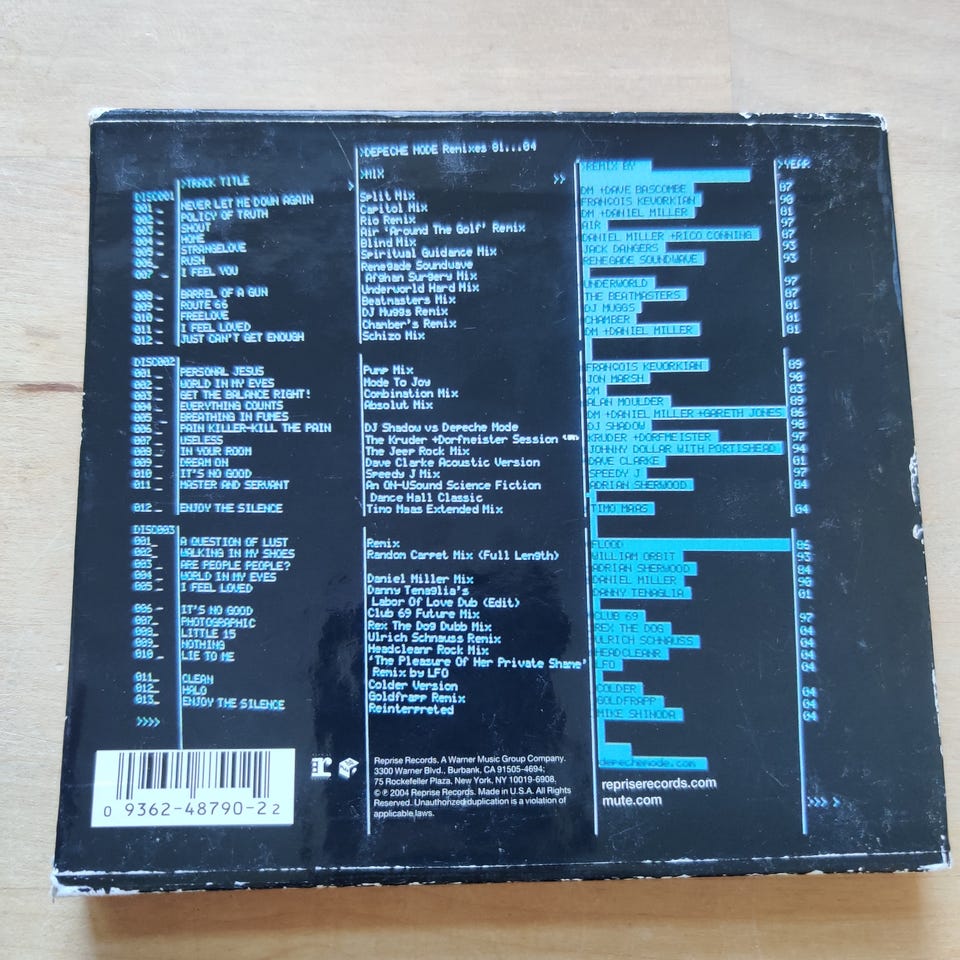 >DEPECHE MODE Remixes 81...04
>TRACK TITLE >MIX >> >REMIX BY >YEAR
DISC001
001 - NEVER LET ME DOWN AGAIN Split Mix DM +DAVE BASCOMBE 87
002 - POLICY OF TRUTH Capitol Mix FRANÇOIS KEVORKIAN 90
003 - SHOUT Rio Remix DM +DANIEL MILLER 81
004 - HOME Air 'Around The Golf' Remix AIR 97
005 - STRANGELOVE Blind Mix DANIEL MILLER +RICO CONNING 87
006 - RUSH Spiritual Guidance Mix JACK DANGERS 93
007 - I FEEL YOU Renegade Soundwave RENEGADE SOUNDWAVE 93
Afghan Surgery Mix
008 - BARREL OF A GUN Underworld Hard Mix UNDERWORLD 97
009 - ROUTE 66 Beatmasters Mix THE BEATMASTERS 87
010 - FREELOVE DJ Muggs Remix DJ MUGGS 01
011 - I FEEL LOVED Chamber's Remix CHAMBER 01
012 - JUST CAN'T GET ENOUGH Schizo Mix DM +DANIEL MILLER 81
DISC002
001 - PERSONAL JESUS Pump Mix FRANÇOIS KEVORKIAN 89
002 - WORLD IN MY EYES Mode To Joy JON MARSH 90
003 - GET THE BALANCE RIGHT! Combination Mix DM 83
004 - EVERYTHING COUNTS Absolut Mix ALAN MOULDER 89
005 - BREATHING IN FUMES DM +DANIEL MILLER +GARETH JONES 86
006 - PAIN KILLER-KILL THE PAIN DJ Shadow vs Depeche Mode DJ SHADOW 98
007 - USELESS The Kruder +Dorfmeister Session KRUDER +DORFMEISTER 97
008 - IN YOUR ROOM The Jeep Rock Mix JOHNNY DOLLAR WITH PORTISHEAD 94
009 - DREAM ON Dave Clarke Acoustic Version DAVE CLARKE 01
010 - IT'S NO GOOD Speedy J Mix SPEEDY J 97
011 - MASTER AND SERVANT An ON-USound Science Fiction ADRIAN SHERWOOD 84
Dance Hall Classic
012 - ENJOY THE SILENCE Timo Maas Extended Mix TIMO MAAS 04
DISC003
001_ A QUESTION OF LUST Remix FLOOD 86
002_ WALKING IN MY SHOES Random Carpet Mix (Full Length) WILLIAM ORBIT 93
003_ ARE PEOPLE PEOPLE? ADRIAN SHERWOOD 84
004_ WORLD IN MY EYES Daniel Miller Mix DANIEL MILLER 90
005_ I FEEL LOVED Danny Tenaglia's DANNY TENAGLIA 01
Labor Of Love Dub (Edit)
006_ IT'S NO GOOD Club 69 Future Mix CLUB 69 97
007_ PHOTOGRAPHIC Rex The Dog Dubb Mix REX THE DOG 04
008_ LITTLE 15 Ulrich Schnauss Remix ULRICH SCHNAUSS 04
009_ NOTHING Headcleanr Rock Mix HEADCLEANR 04
010_ LIE TO ME 'The Pleasure Of Her Private Shame' LFO 04
Remix by LFO
011_ CLEAN Colder Version COLDER 04
012_ HALO Goldfrapp Remix GOLDFRAPP 04
013_ ENJOY THE SILENCE Reinterpreted MIKE SHINODA 04
>>>>
depechemode.com
repriserecords.com
mute.com
>>> >
Reprise Records. A Warner Music Group Company.
3300 Warner Blvd., Burbank, CA 91505-4694;
75 Rockefeller Plaza, New York, NY 10019-6908.
© ℗ 2004 Reprise Records. Made in U.S.A. All Rights
Reserved. Unauthorized duplication is a violation of
applicable laws.
0 9362-48790-2 2